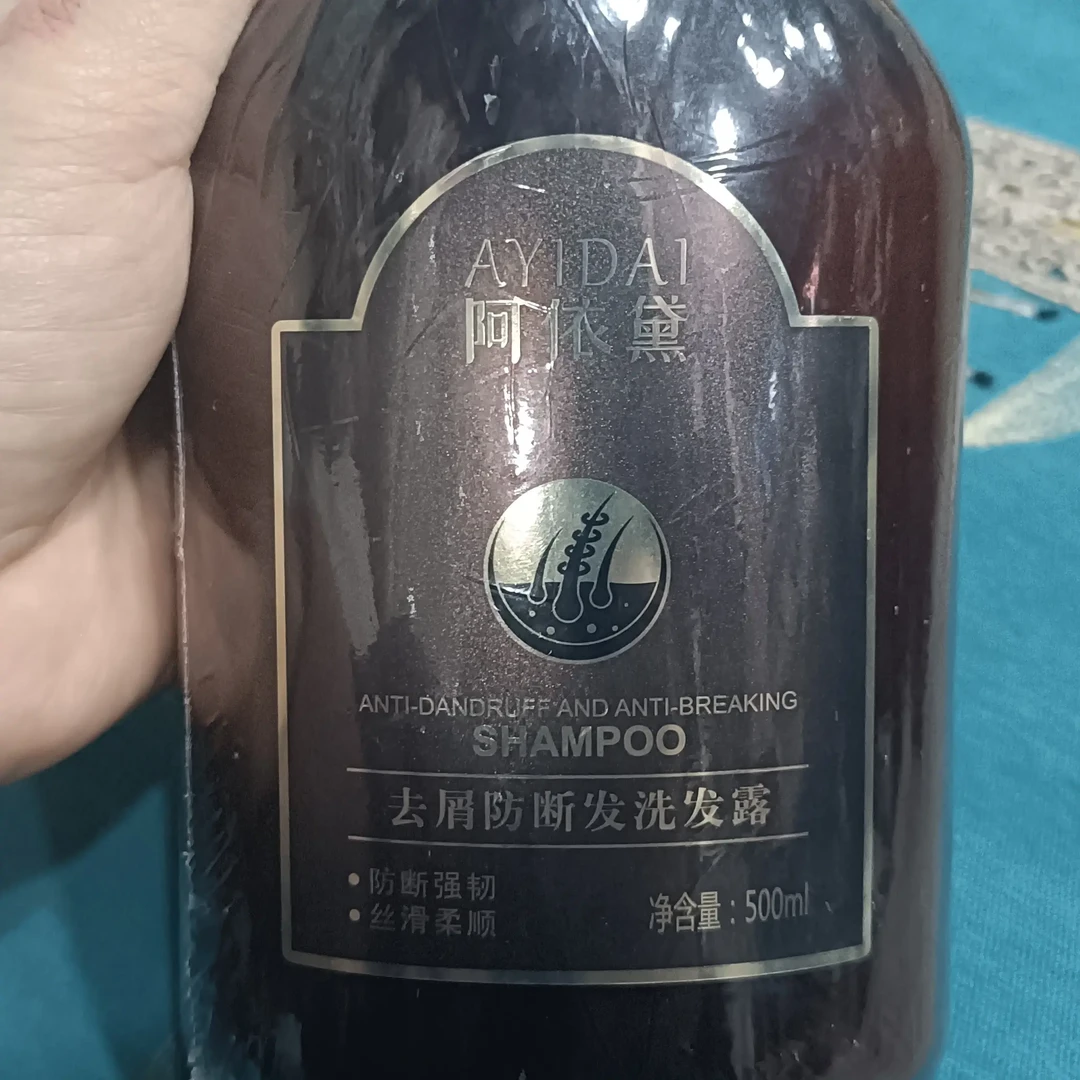 AYIDAI
阿依黛
ANTI-DANDRUFF AND ANTI-BREAKING
SHAMPOO
去屑防断发洗发露
• 防断强韧
• 丝滑柔顺
净含量：500ml